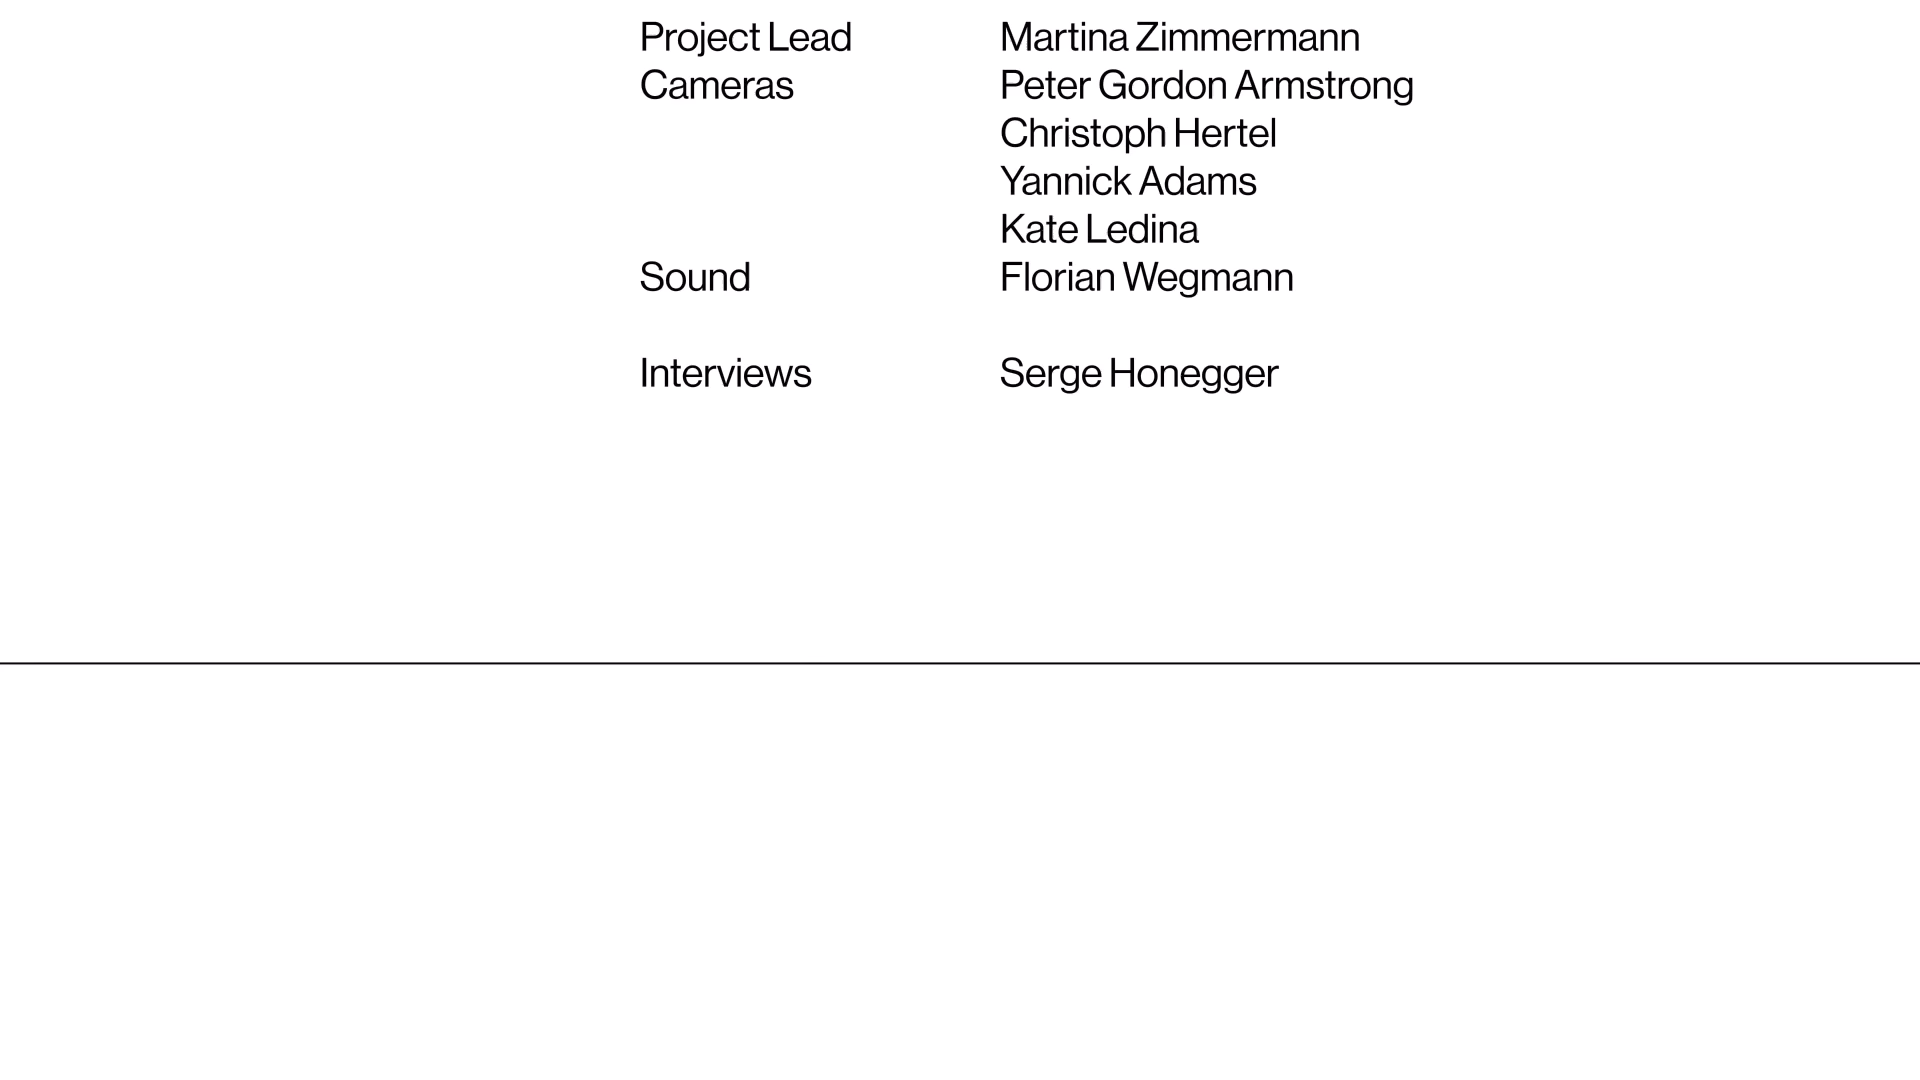 Project Lead Martina Zimmermann
Cameras Peter Gordon Armstrong
Christoph Hertel
Yannick Adams
Kate Ledina
Sound Florian Wegmann
Interviews Serge Honegger